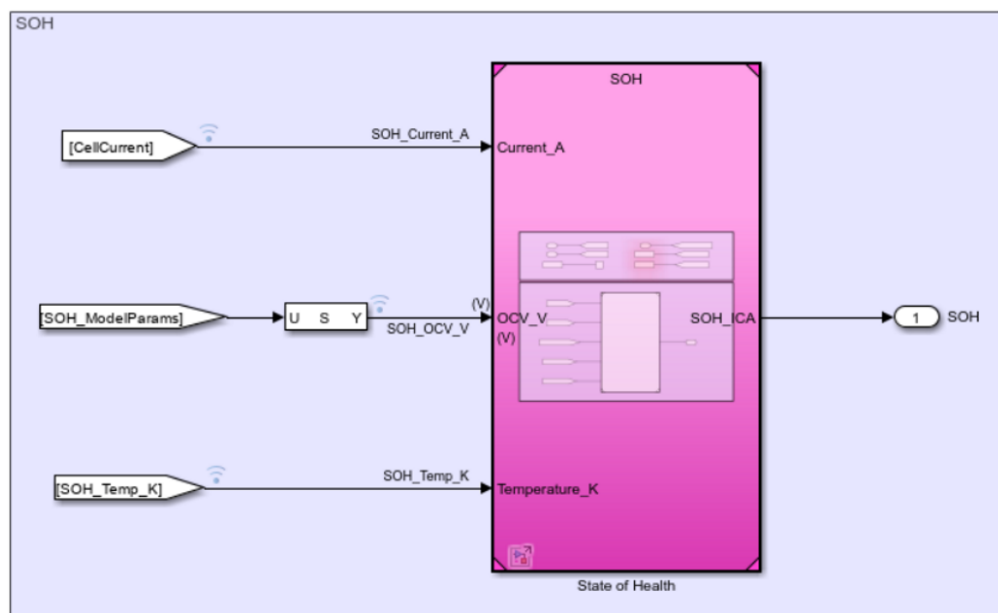 SOH
SOH
[CellCurrent]
SOH_Current_A
Current_A
[SOH_ModelParams]
U S Y
(V)
SOH_OCV_V
OCV_V
(V)
SOH_ICA
1
SOH
[SOH_Temp_K]
SOH_Temp_K
Temperature_K
State of Health